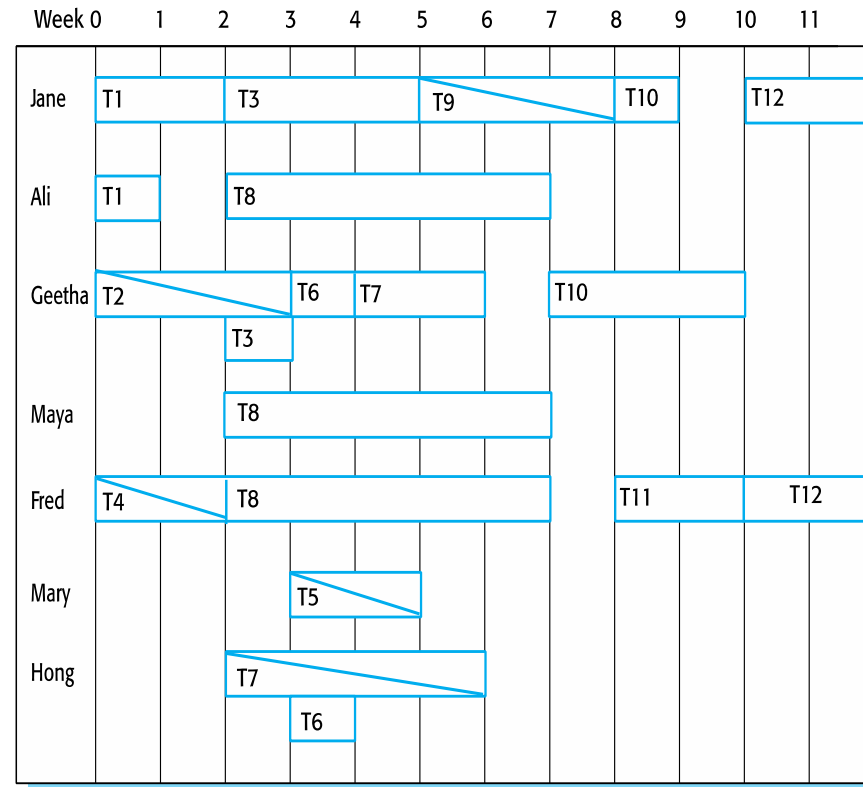 Week 0 1 2 3 4 5 6 7 8 9 10 11
Jane T1 T3 T9 T10 T12
Ali T1 T8
Geetha T2 T6 T7 T10
T3
Maya T8
Fred T4 T8 T11 T12
Mary T5
Hong T7
T6